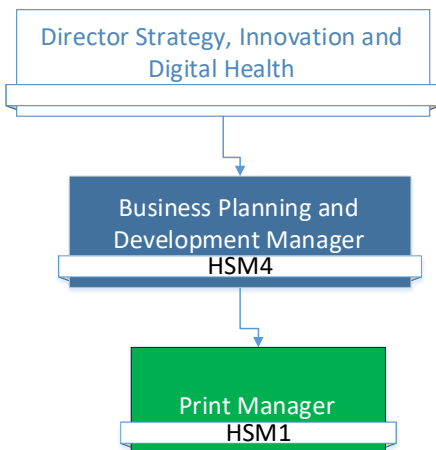 Director Strategy, Innovation and
Digital Health
Business Planning and
Development Manager
HSM4
Print Manager
HSM1